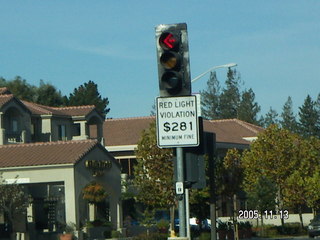 RED LIGHT
VIOLATION
$281
MINIMUM FINE
2005 11 13